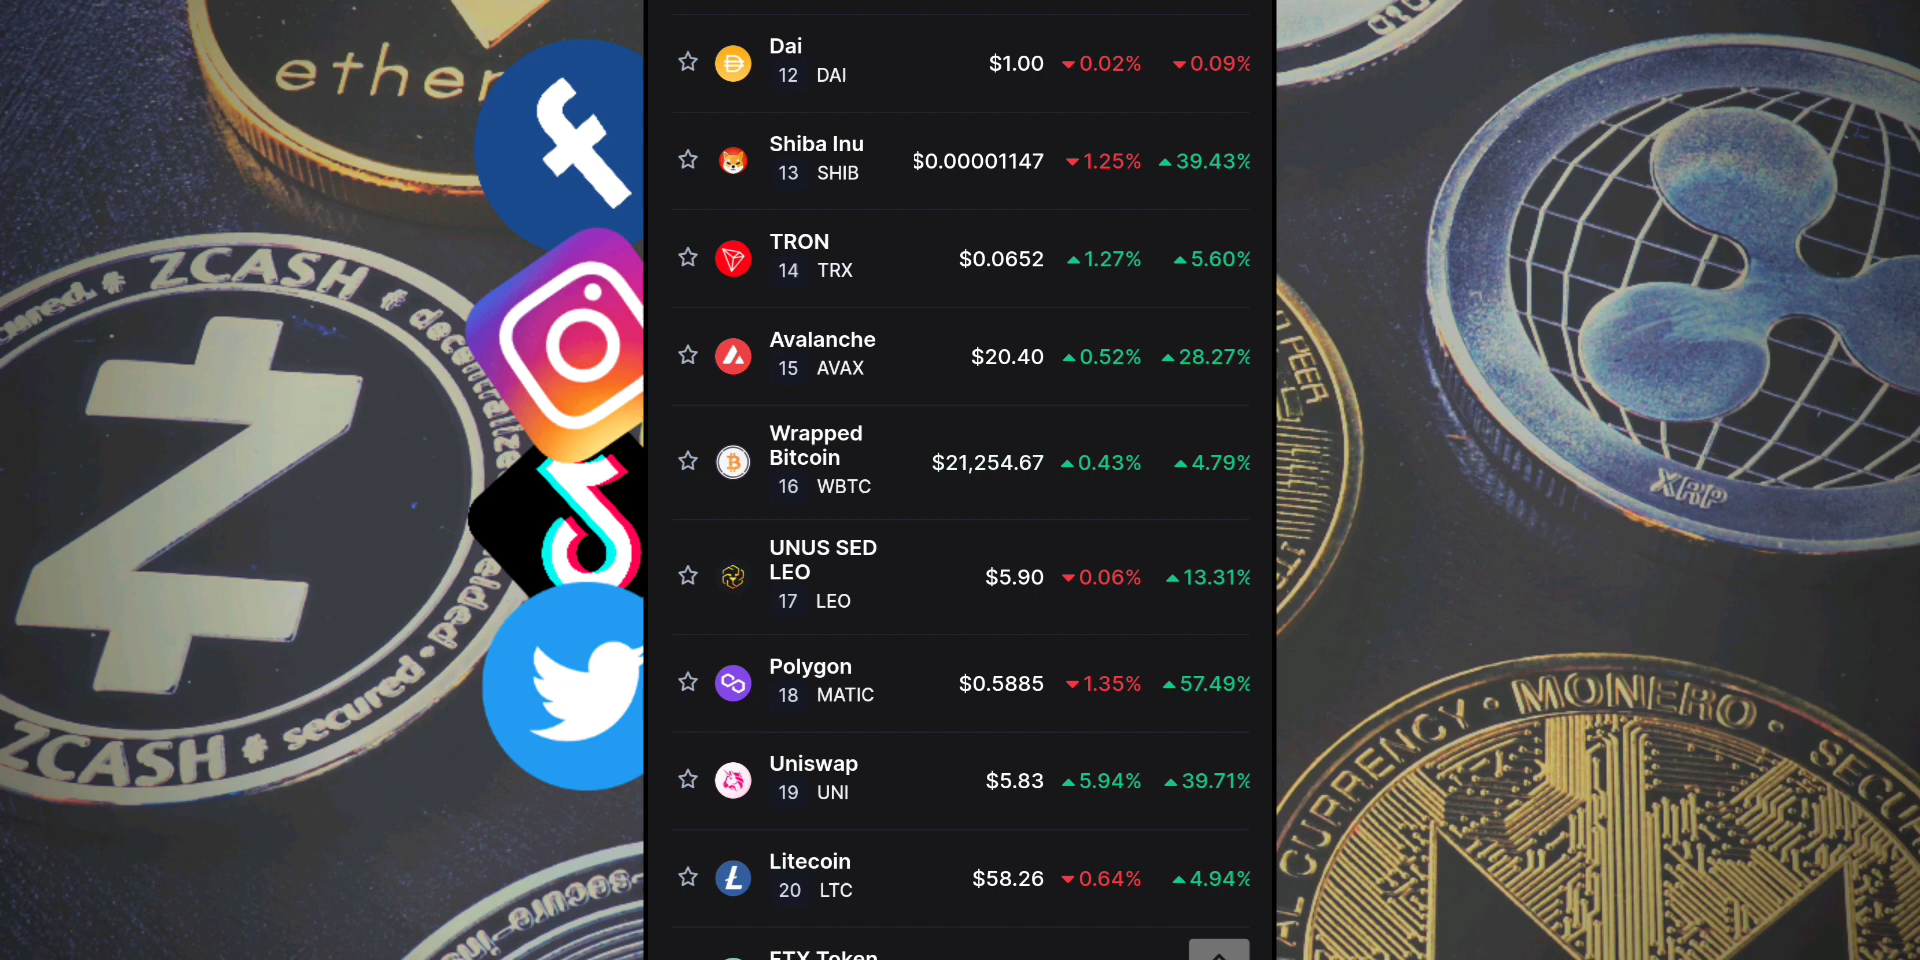 ether
ZCASH
decentralized
secured
ZCASH
Dai
12 DAI
$1.00 0.02% 0.09%
Shiba Inu
13 SHIB
$0.00001147 1.25% 39.43%
TRON
14 TRX
$0.0652 1.27% 5.60%
Avalanche
15 AVAX
$20.40 0.52% 28.27%
Wrapped
Bitcoin
16 WBTC
$21,254.67 0.43% 4.79%
UNUS SED
LEO
17 LEO
$5.90 0.06% 13.31%
Polygon
18 MATIC
$0.5885 1.35% 57.49%
Uniswap
19 UNI
$5.83 5.94% 39.71%
Litecoin
20 LTC
$58.26 0.64% 4.94%
FTX Token
PEER
XRP
CURRENCY · MONERO · SECUR